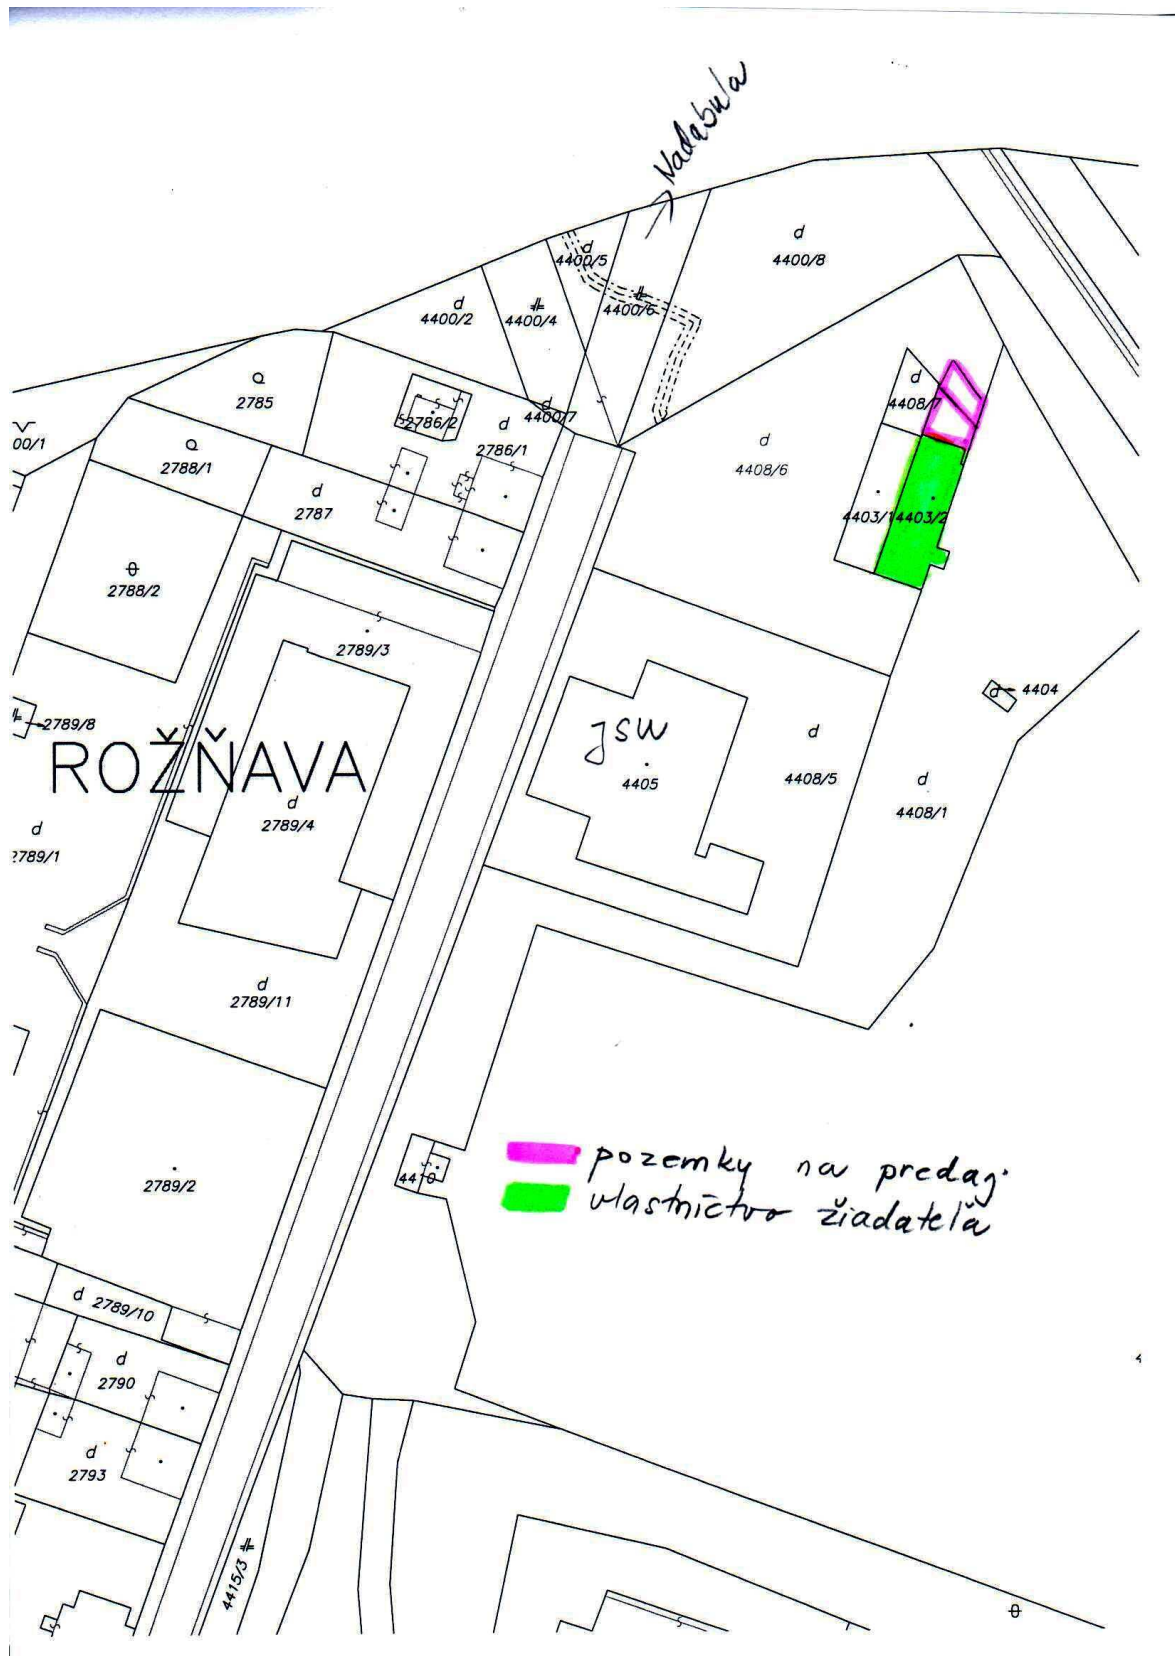 Nadabula
d
4400/5
d
4400/8
d
4400/2
4400/4
4400/6
Q
2785
2786/2
d
4400/7
d
2786/1
d
4408/7
00/1
Q
2788/1
d
2787
d
4408/6
4403/1
4403/2
2788/2
2789/3
d
4404
2789/8
ROŽŇAVA
JSW
4405
d
4408/5
d
4408/1
d
2789/4
d
2789/1
d
2789/11
2789/2
4410
pozemky na predaj.
vlastníctvo žiadateľa
d 2789/10
d
2790
d
2793
4415/3
4